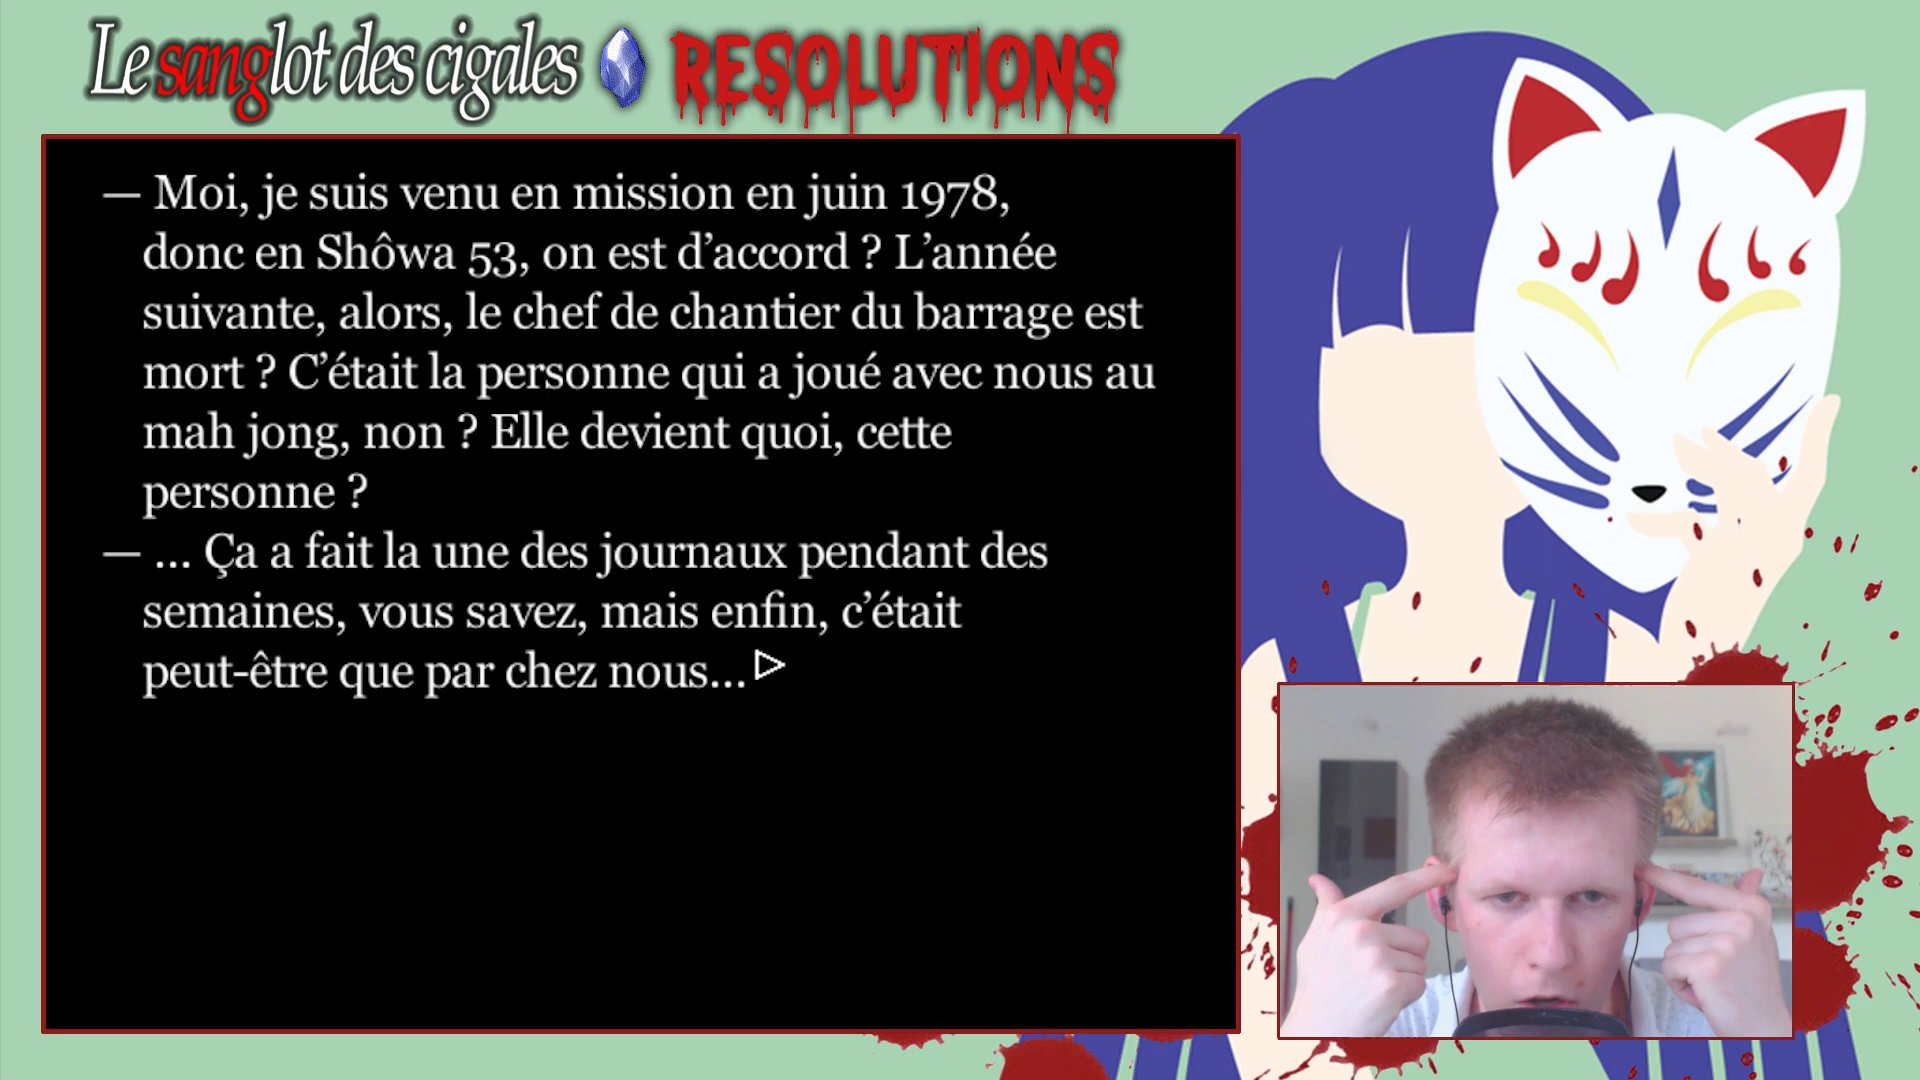 Le sanglot des cigales RESOLUTIONS
— Moi, je suis venu en mission en juin 1978,
donc en Shôwa 53, on est d’accord ? L’année
suivante, alors, le chef de chantier du barrage est
mort ? C’était la personne qui a joué avec nous au
mah jong, non ? Elle devient quoi, cette
personne ?
— ... Ça a fait la une des journaux pendant des
semaines, vous savez, mais enfin, c’était
peut-être que par chez nous...